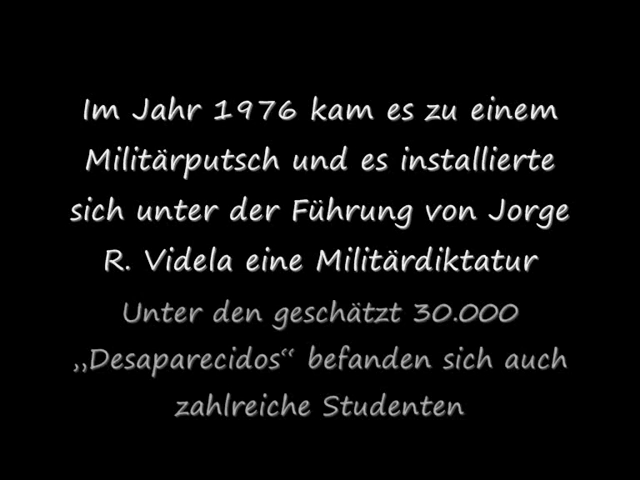 Im Jahr 1976 kam es zu einem
Militärputsch und es installierte
sich unter der Führung von Jorge
R. Videla eine Militärdiktatur
Unter den geschätzt 30.000
„Desaparecidos“ befanden sich auch
zahlreiche Studenten